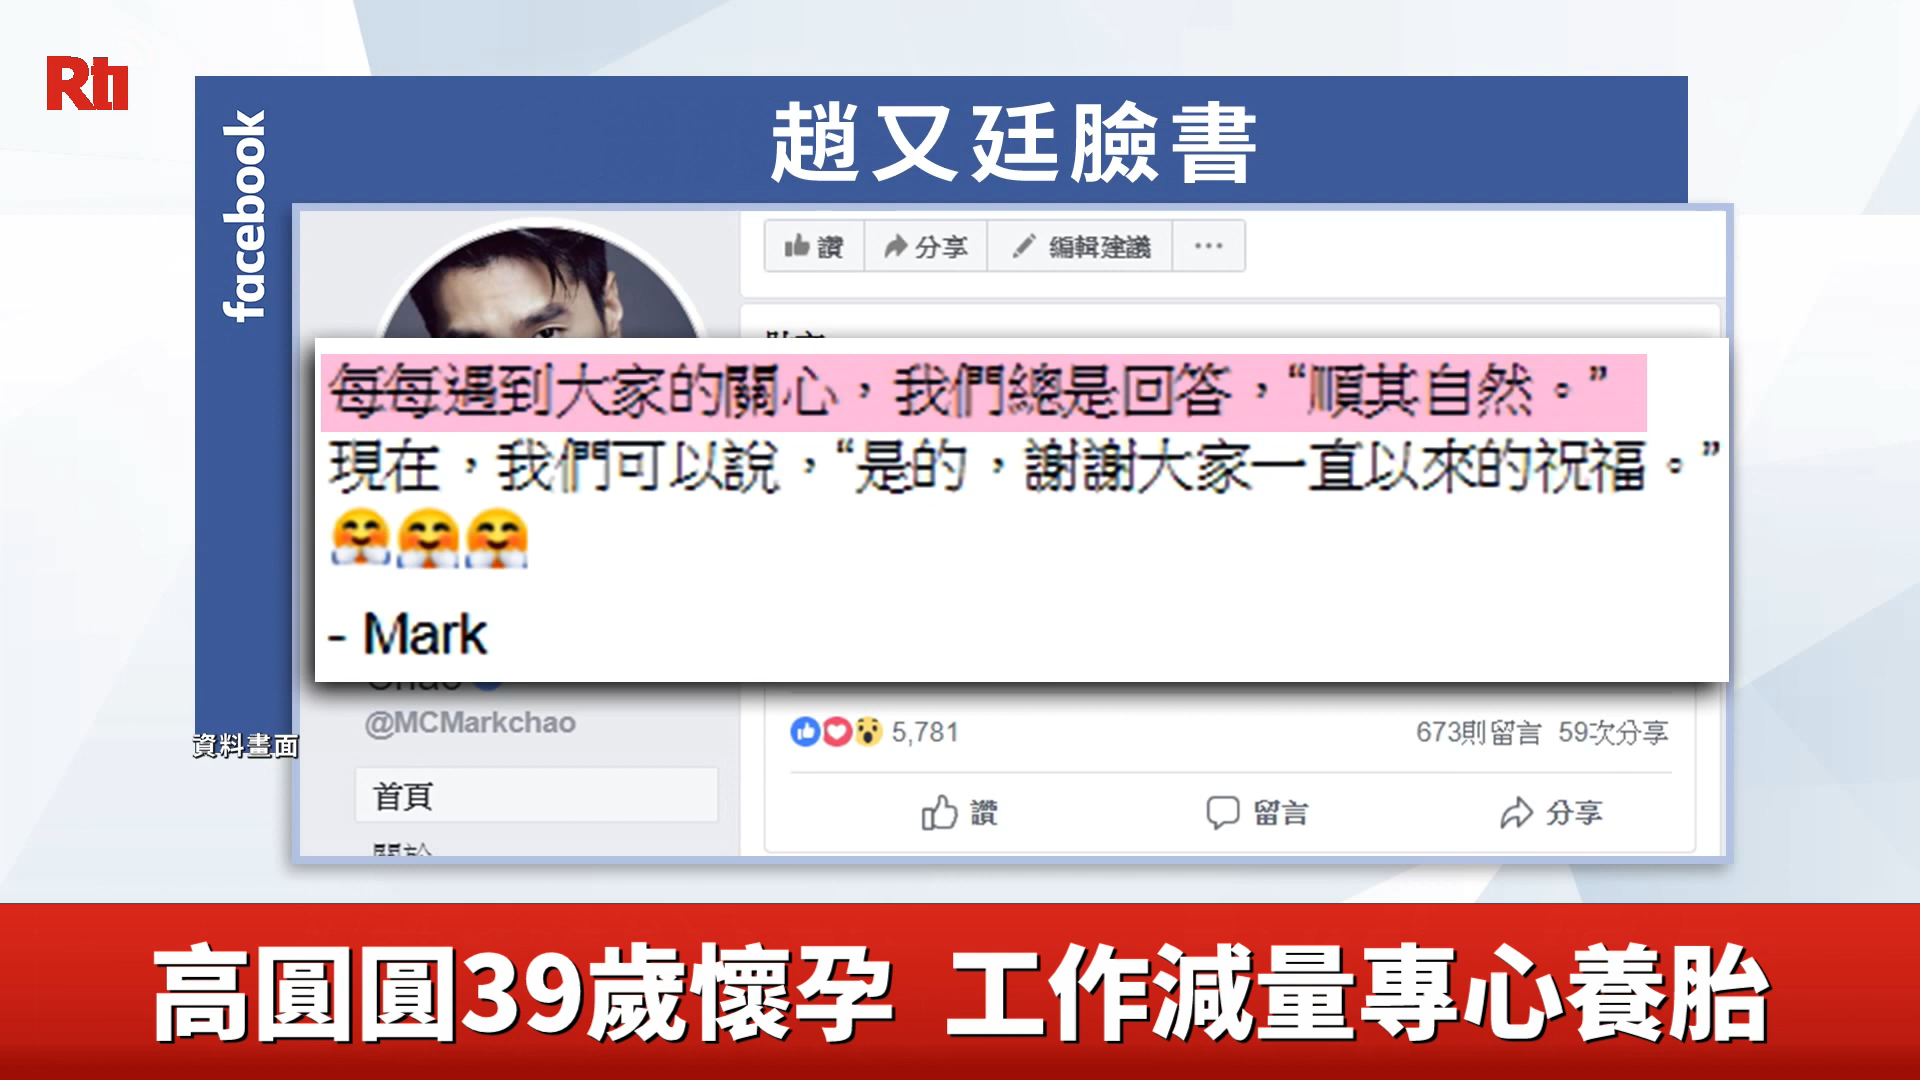 Rti
趙又廷臉書
facebook
讚 分享 編輯建議 ...
每每遇到大家的關心，我們總是回答，“順其自然。”
現在，我們可以說，“是的，謝謝大家一直以來的祝福。”
- Mark
@MCMarkchao
5,781 673則留言 59次分享
資料畫面
首頁
讚 留言 分享
關於
高圓圓39歲懷孕 工作減量專心養胎